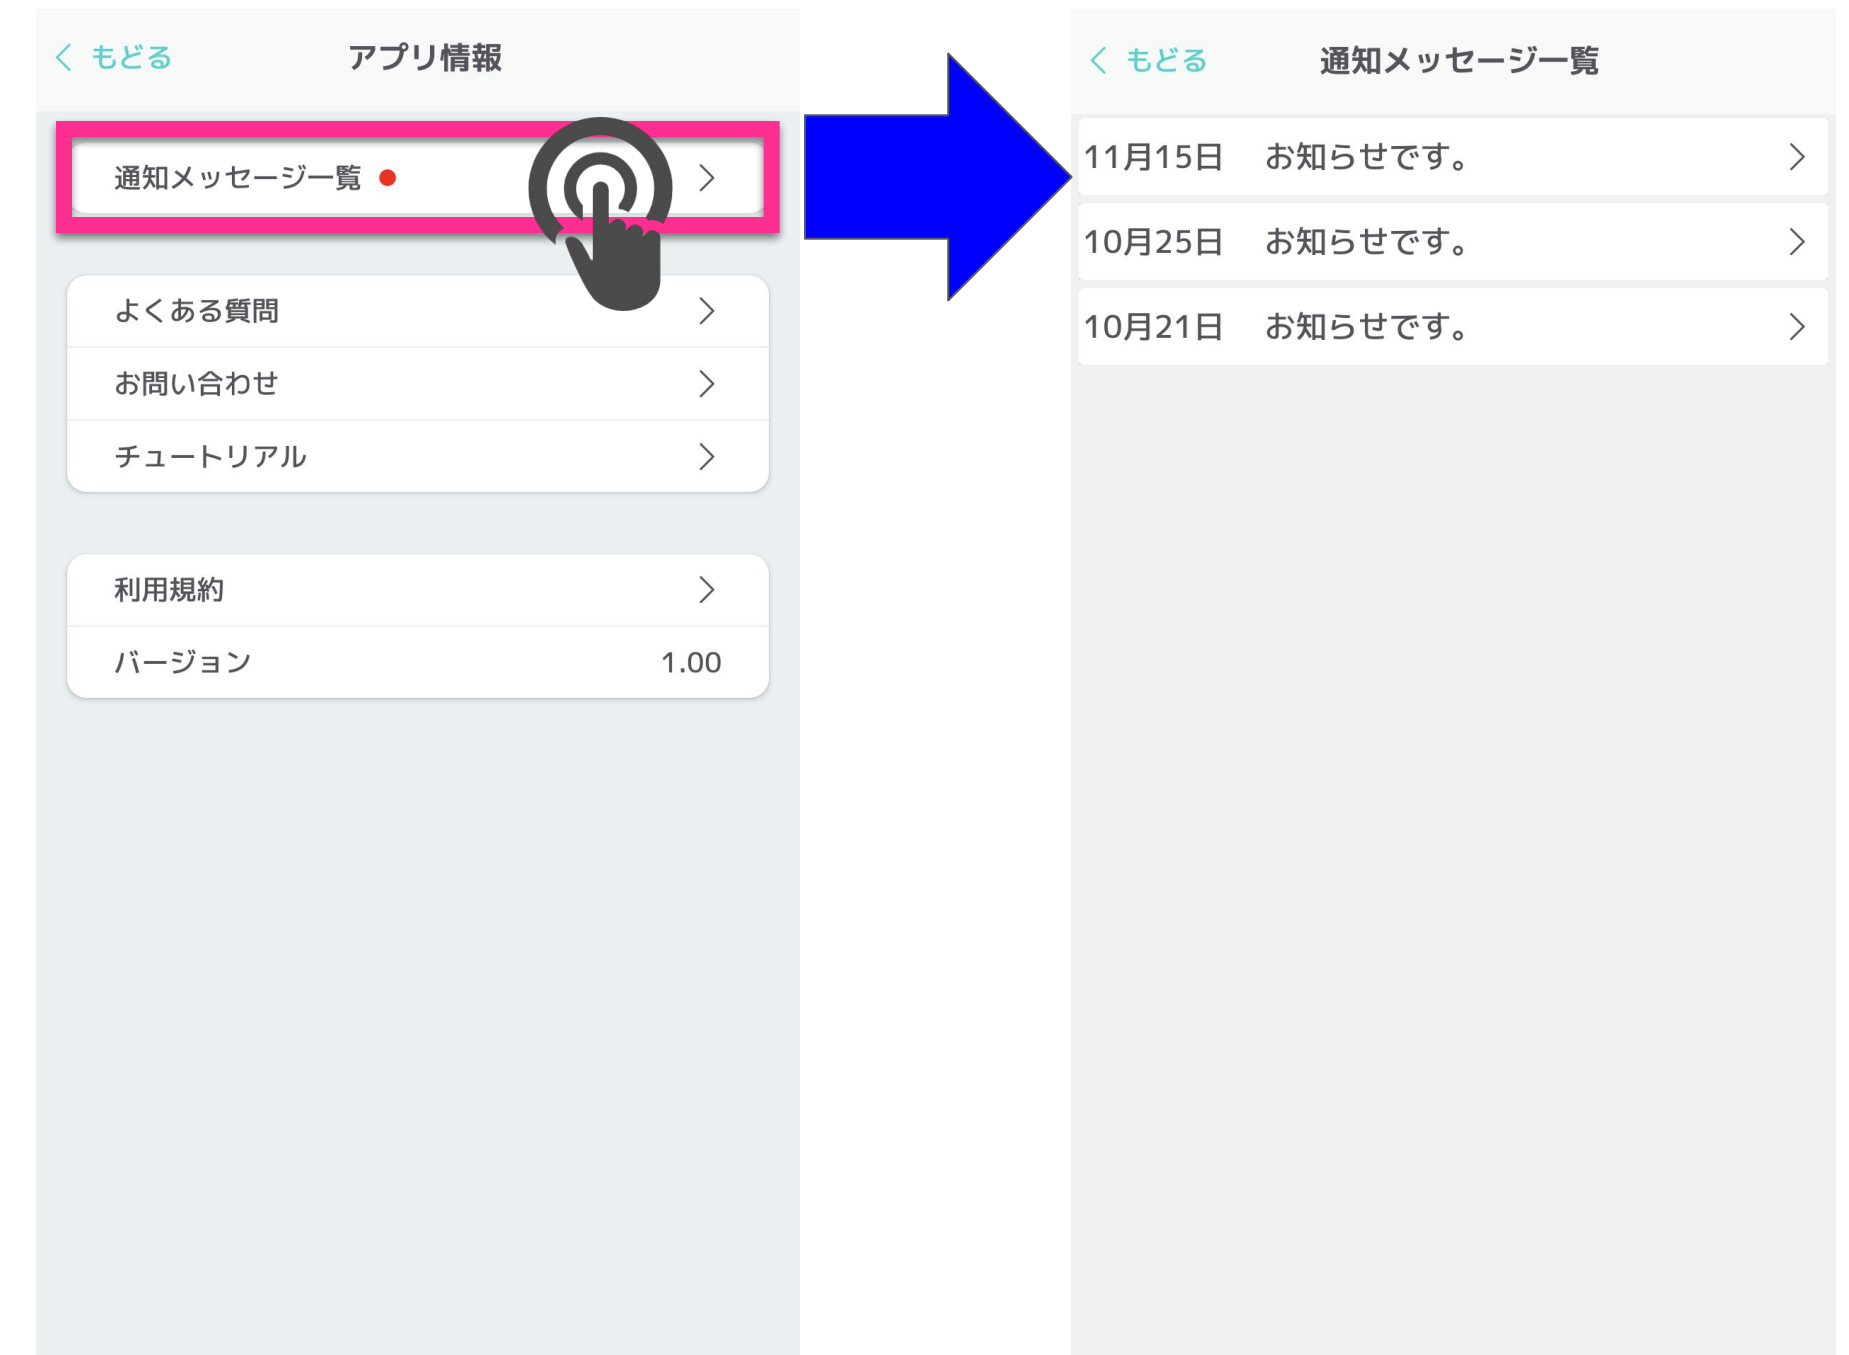 もどる アプリ情報
通知メッセージ一覧
よくある質問
お問い合わせ
チュートリアル
利用規約
バージョン 1.00
もどる 通知メッセージ一覧
11月15日 お知らせです。
10月25日 お知らせです。
10月21日 お知らせです。